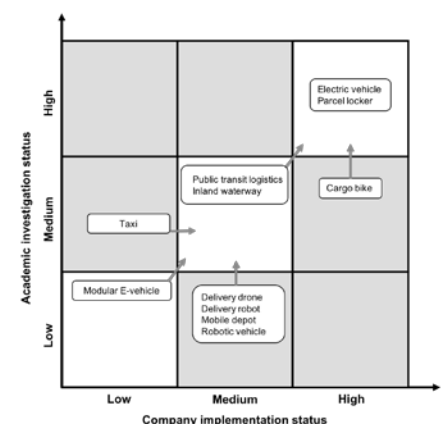 Academic investigation status
High
Medium
Low
Electric vehicle
Parcel locker
Public transit logistics
Inland waterway
Cargo bike
Taxi
Modular E-vehicle
Delivery drone
Delivery robot
Mobile depot
Robotic vehicle
Low
Medium
High
Company implementation status